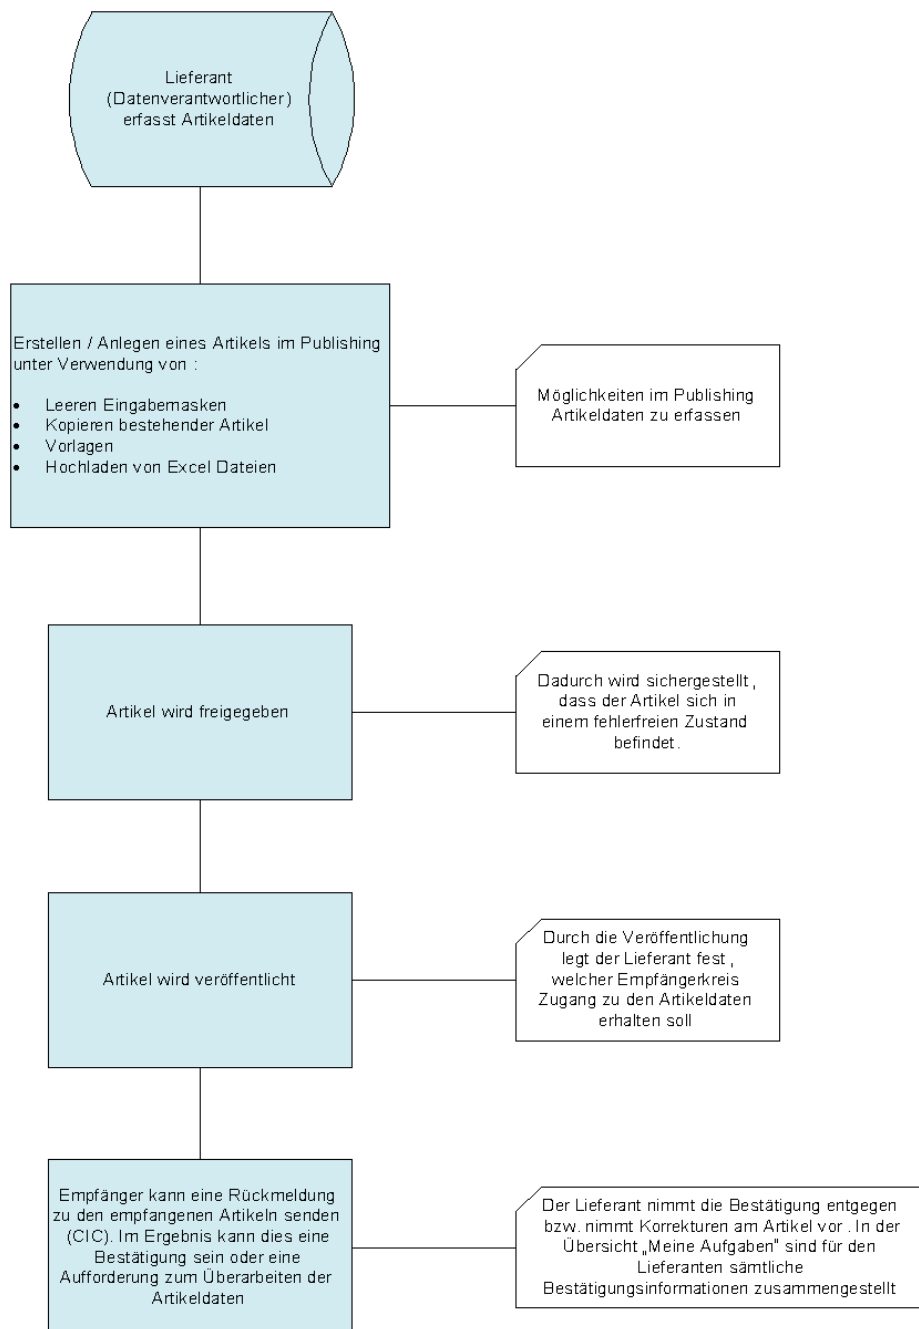 Lieferant
(Datenverantwortlicher)
erfasst Artikeldaten
Erstellen / Anlegen eines Artikels im Publishing
unter Verwendung von :
• Leeren Eingabemasken
• Kopieren bestehender Artikel
• Vorlagen
• Hochladen von Excel Dateien
Möglichkeiten im Publishing
Artikeldaten zu erfassen
Artikel wird freigegeben
Dadurch wird sichergestellt ,
dass der Artikel sich in
einem fehlerfreien Zustand
befindet .
Artikel wird veröffentlicht
Durch die Veröffentlichung
legt der Lieferant fest ,
welcher Empfängerkreis
Zugang zu den Artikeldaten
erhalten soll
Empfänger kann eine Rückmeldung
zu den empfangenen Artikeln senden
(CIC). Im Ergebnis kann dies eine
Bestätigung sein oder eine
Aufforderung zum Überarbeiten der
Artikeldaten
Der Lieferant nimmt die Bestätigung entgegen
bzw. nimmt Korrekturen am Artikel vor . In der
Übersicht „Meine Aufgaben“ sind für den
Lieferanten sämtliche
Bestätigungsinformationen zusammengestellt